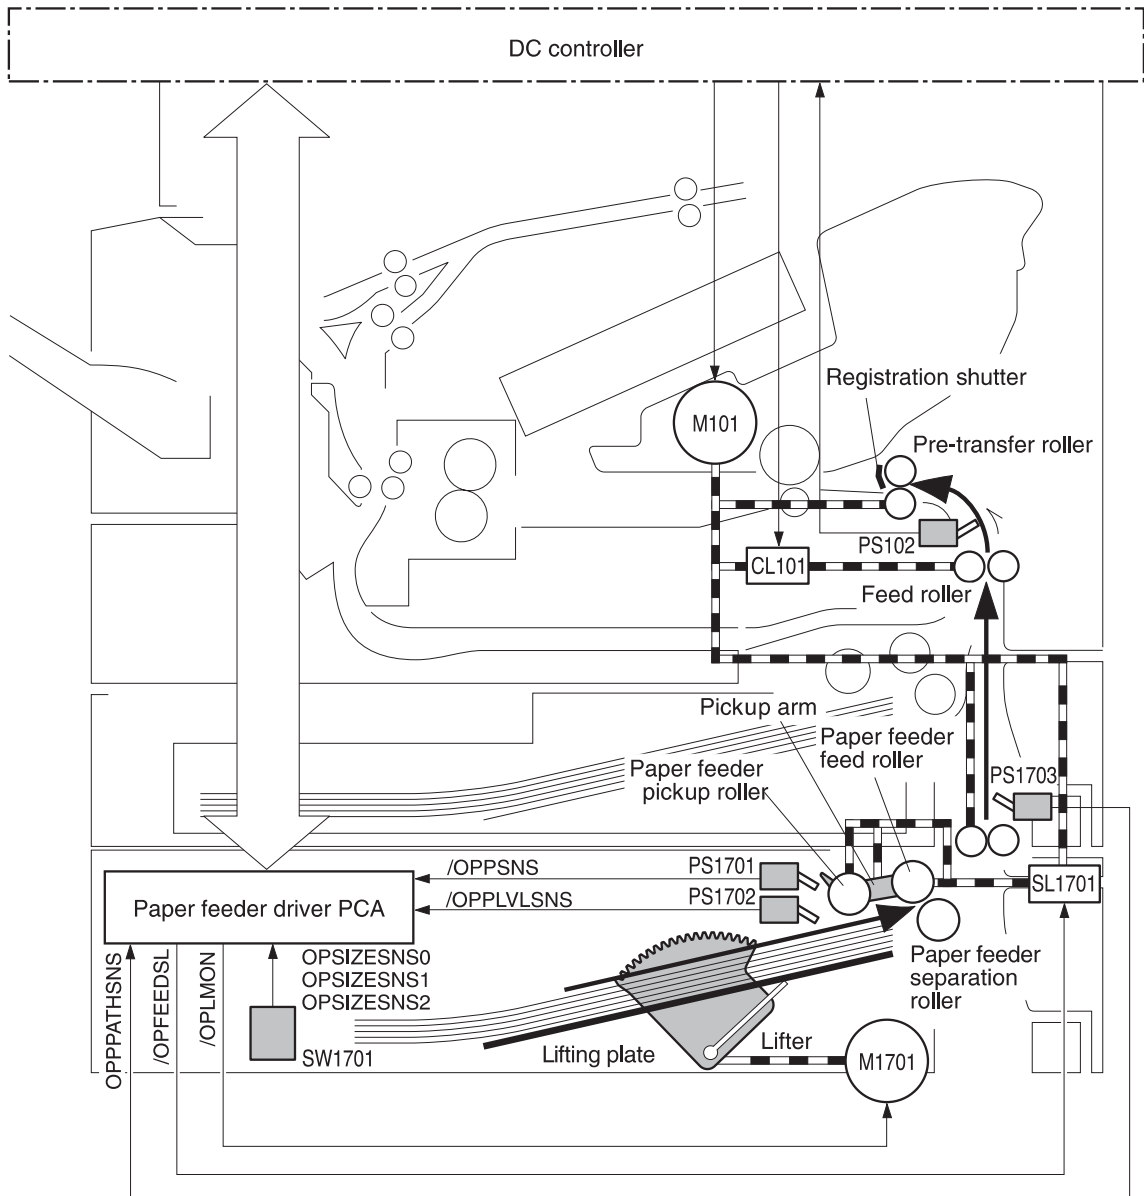 DC controller
Registration shutter
M101
Pre-transfer roller
PS102
CL101
Feed roller
Pickup arm
Paper feeder
feed roller
Paper feeder
pickup roller
PS1703
/OPPSNS
PS1701
SL1701
Paper feeder driver PCA
/OPPLVLSNS
PS1702
OPPPATHSNS
/OPFEEDSL
/OPLMON
OPSIZESNS0
OPSIZESNS1
OPSIZESNS2
Paper feeder
separation
roller
SW1701
Lifting plate
Lifter
M1701